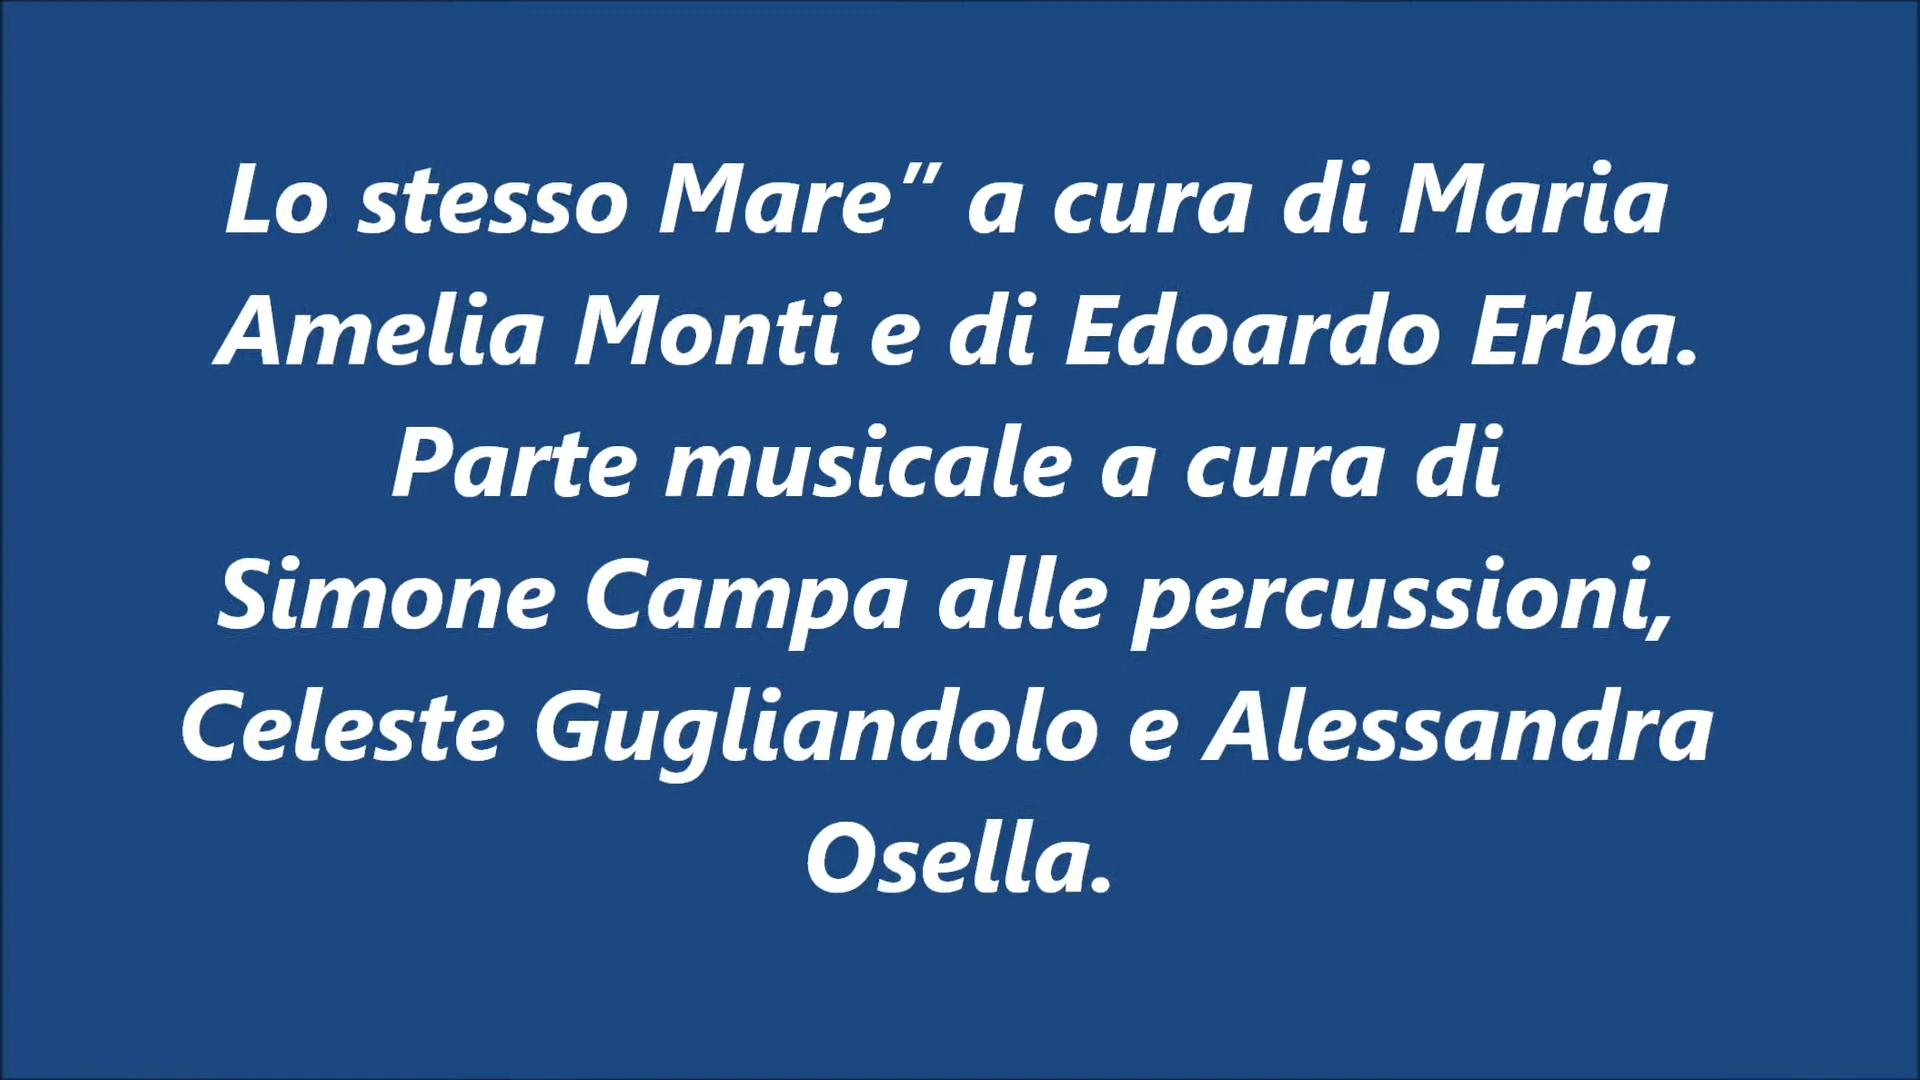 Lo stesso Mare” a cura di Maria
Amelia Monti e di Edoardo Erba.
Parte musicale a cura di
Simone Campa alle percussioni,
Celeste Gugliandolo e Alessandra
Osella.